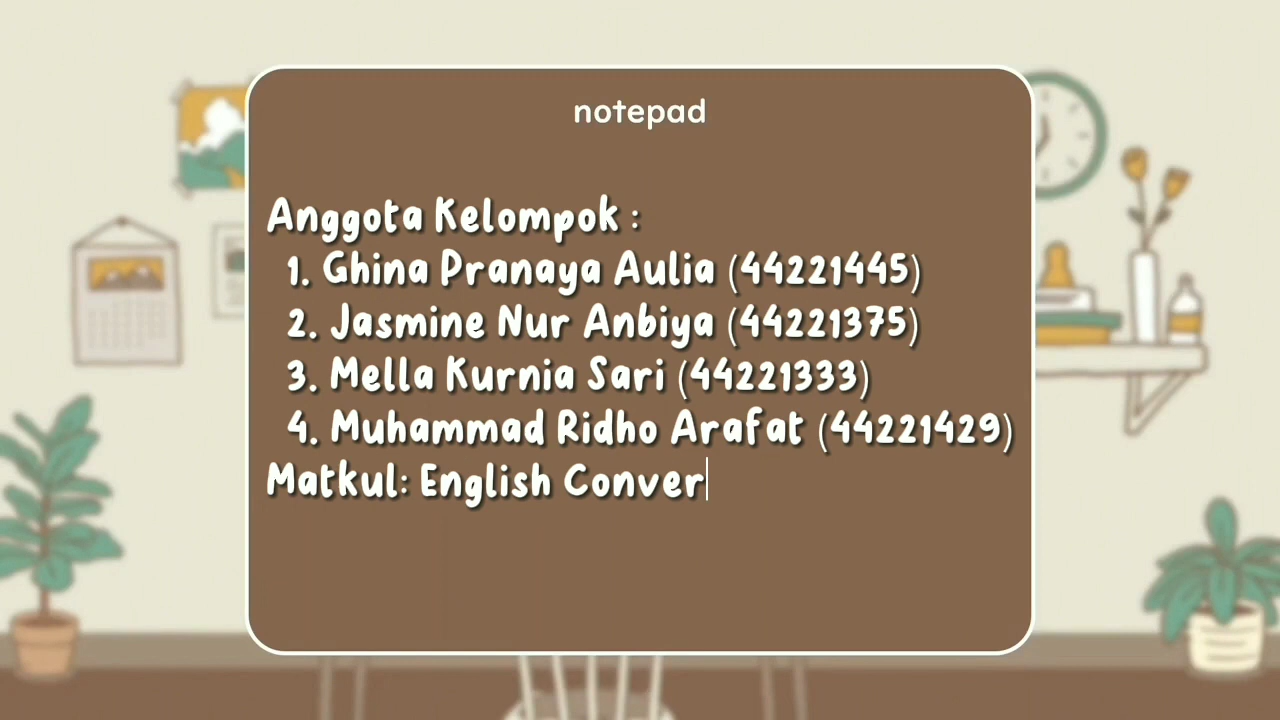 notepad
Anggota Kelompok :
1. Ghina Pranaya Aulia (44221445)
2. Jasmine Nur Anbiya (44221375)
3. Mella Kurnia Sari (44221333)
4. Muhammad Ridho Arafat (44221429)
Matkul: English Conver